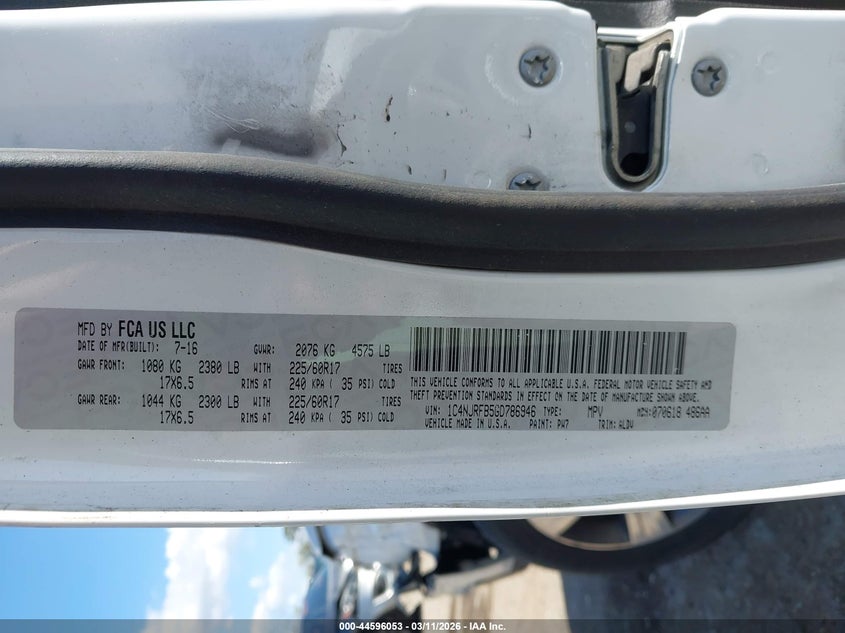 MFD BY FCA US LLC
DATE OF MFR(BUILT): 7-16 GVWR: 2076 KG 4575 LB
GAWR FRONT: 1080 KG 2380 LB WITH 225/60R17 TIRES
17X6.5 RIMS AT 240 KPA ( 35 PSI) COLD
GAWR REAR: 1044 KG 2300 LB WITH 225/60R17 TIRES
17X6.5 RIMS AT 240 KPA ( 35 PSI) COLD
THIS VEHICLE CONFORMS TO ALL APPLICABLE U.S.A. FEDERAL MOTOR VEHICLE SAFETY AND
THEFT PREVENTION STANDARDS IN EFFECT ON THE DATE OF MANUFACTURE SHOWN ABOVE.
VIN: 1C4NJRFB5GD786946 TYPE: MPV MDH:070618 486AA
VEHICLE MADE IN U.S.A. PAINT: PW7 TRIM: ALDV
000-44596053 - 03/11/2026 - IAA Inc.